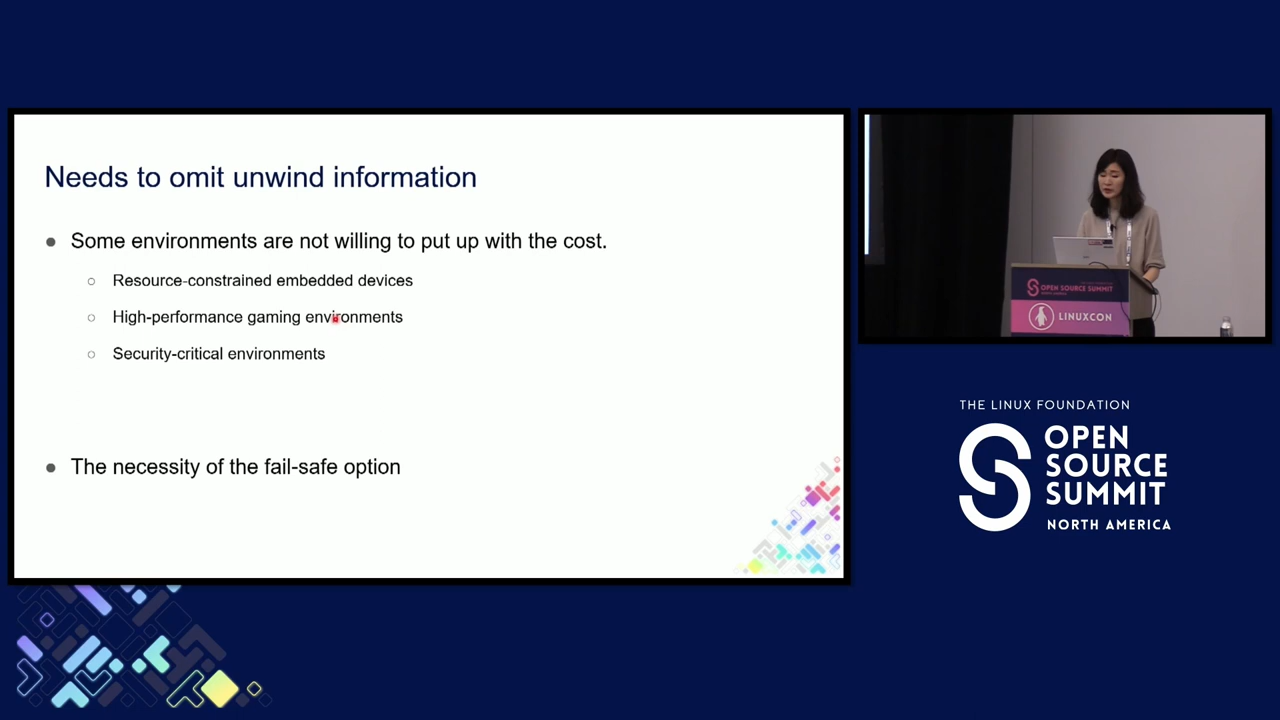 Needs to omit unwind information
● Some environments are not willing to put up with the cost.
○ Resource-constrained embedded devices
○ High-performance gaming environments
○ Security-critical environments
● The necessity of the fail-safe option
OPEN SOURCE SUMMIT
NORTH AMERICA
LINUXCON
THE LINUX FOUNDATION
OPEN
SOURCE
SUMMIT
NORTH AMERICA